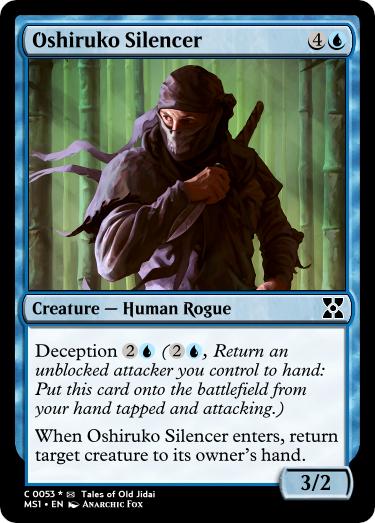 Oshiruko Silencer 4
Creature — Human Rogue
Deception 2 (2, Return an
unblocked attacker you control to hand:
Put this card onto the battlefield from
your hand tapped and attacking.)
When Oshiruko Silencer enters, return
target creature to its owner's hand.
3/2
C 0053 * Tales of Old Jidai
MS1 • EN Anarchic Fox